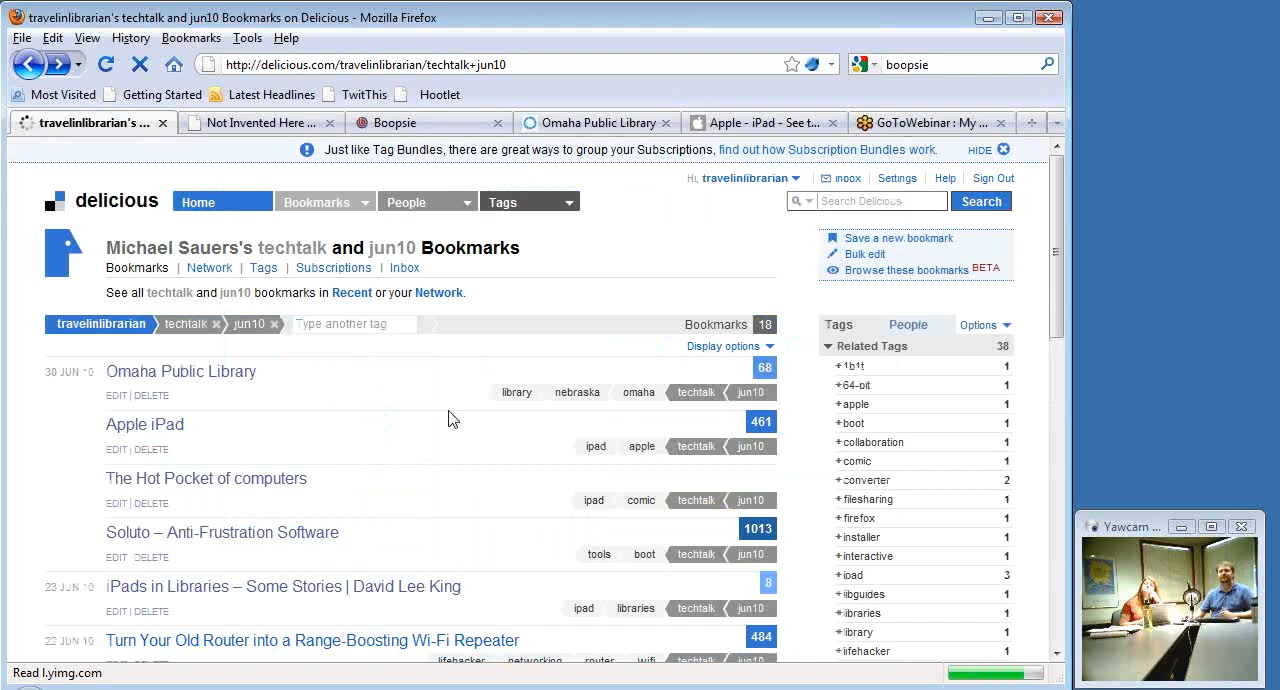 travelinlibrarian's techtalk and jun10 Bookmarks on Delicious - Mozilla Firefox
File Edit View History Bookmarks Tools Help
http://delicious.com/travelinlibrarian/techtalk+jun10 boopsie
Most Visited Getting Started Latest Headlines TwitThis Hootlet
travelinlibrarian's ... Not Invented Here ... Boopsie Omaha Public Library Apple - iPad - See t... GoToWebinar : My ...
Just like Tag Bundles, there are great ways to group your Subscriptions, find out how Subscription Bundles work. HIDE
Hi, travelinlibrarian Inbox Settings Help Sign Out
delicious Home Bookmarks People Tags Search Delicious Search
Michael Sauers's techtalk and jun10 Bookmarks
Bookmarks | Network | Tags | Subscriptions | Inbox
See all techtalk and jun10 bookmarks in Recent or your Network.
Save a new bookmark
Bulk edit
Browse these bookmarks BETA
travelinlibrarian techtalk jun10 Type another tag Bookmarks 18
Display options
30 JUN 10 Omaha Public Library 68
EDIT | DELETE library nebraska omaha techtalk jun10
Apple iPad 461
EDIT | DELETE ipad apple techtalk jun10
The Hot Pocket of computers
EDIT | DELETE ipad comic techtalk jun10
Soluto – Anti-Frustration Software 1013
EDIT DELETE tools boot techtalk jun10
23 JUN 10 iPads in Libraries – Some Stories | David Lee King 8
EDIT | DELETE ipad libraries techtalk jun10
22 JUN 10 Turn Your Old Router into a Range-Boosting Wi-Fi Repeater 484
lifehacker networking router wifi techtalk jun10
Tags People Options
Related Tags 38
+1b1t 1
+64-bit 1
+apple 1
+boot 1
+collaboration 1
+comic 1
+converter 2
+filesharing 1
+firefox 1
+installer 1
+interactive 1
+ipad 3
+libguides 1
+libraries 1
+library 1
+lifehacker 1
Read l.yimg.com
Yawcam ...